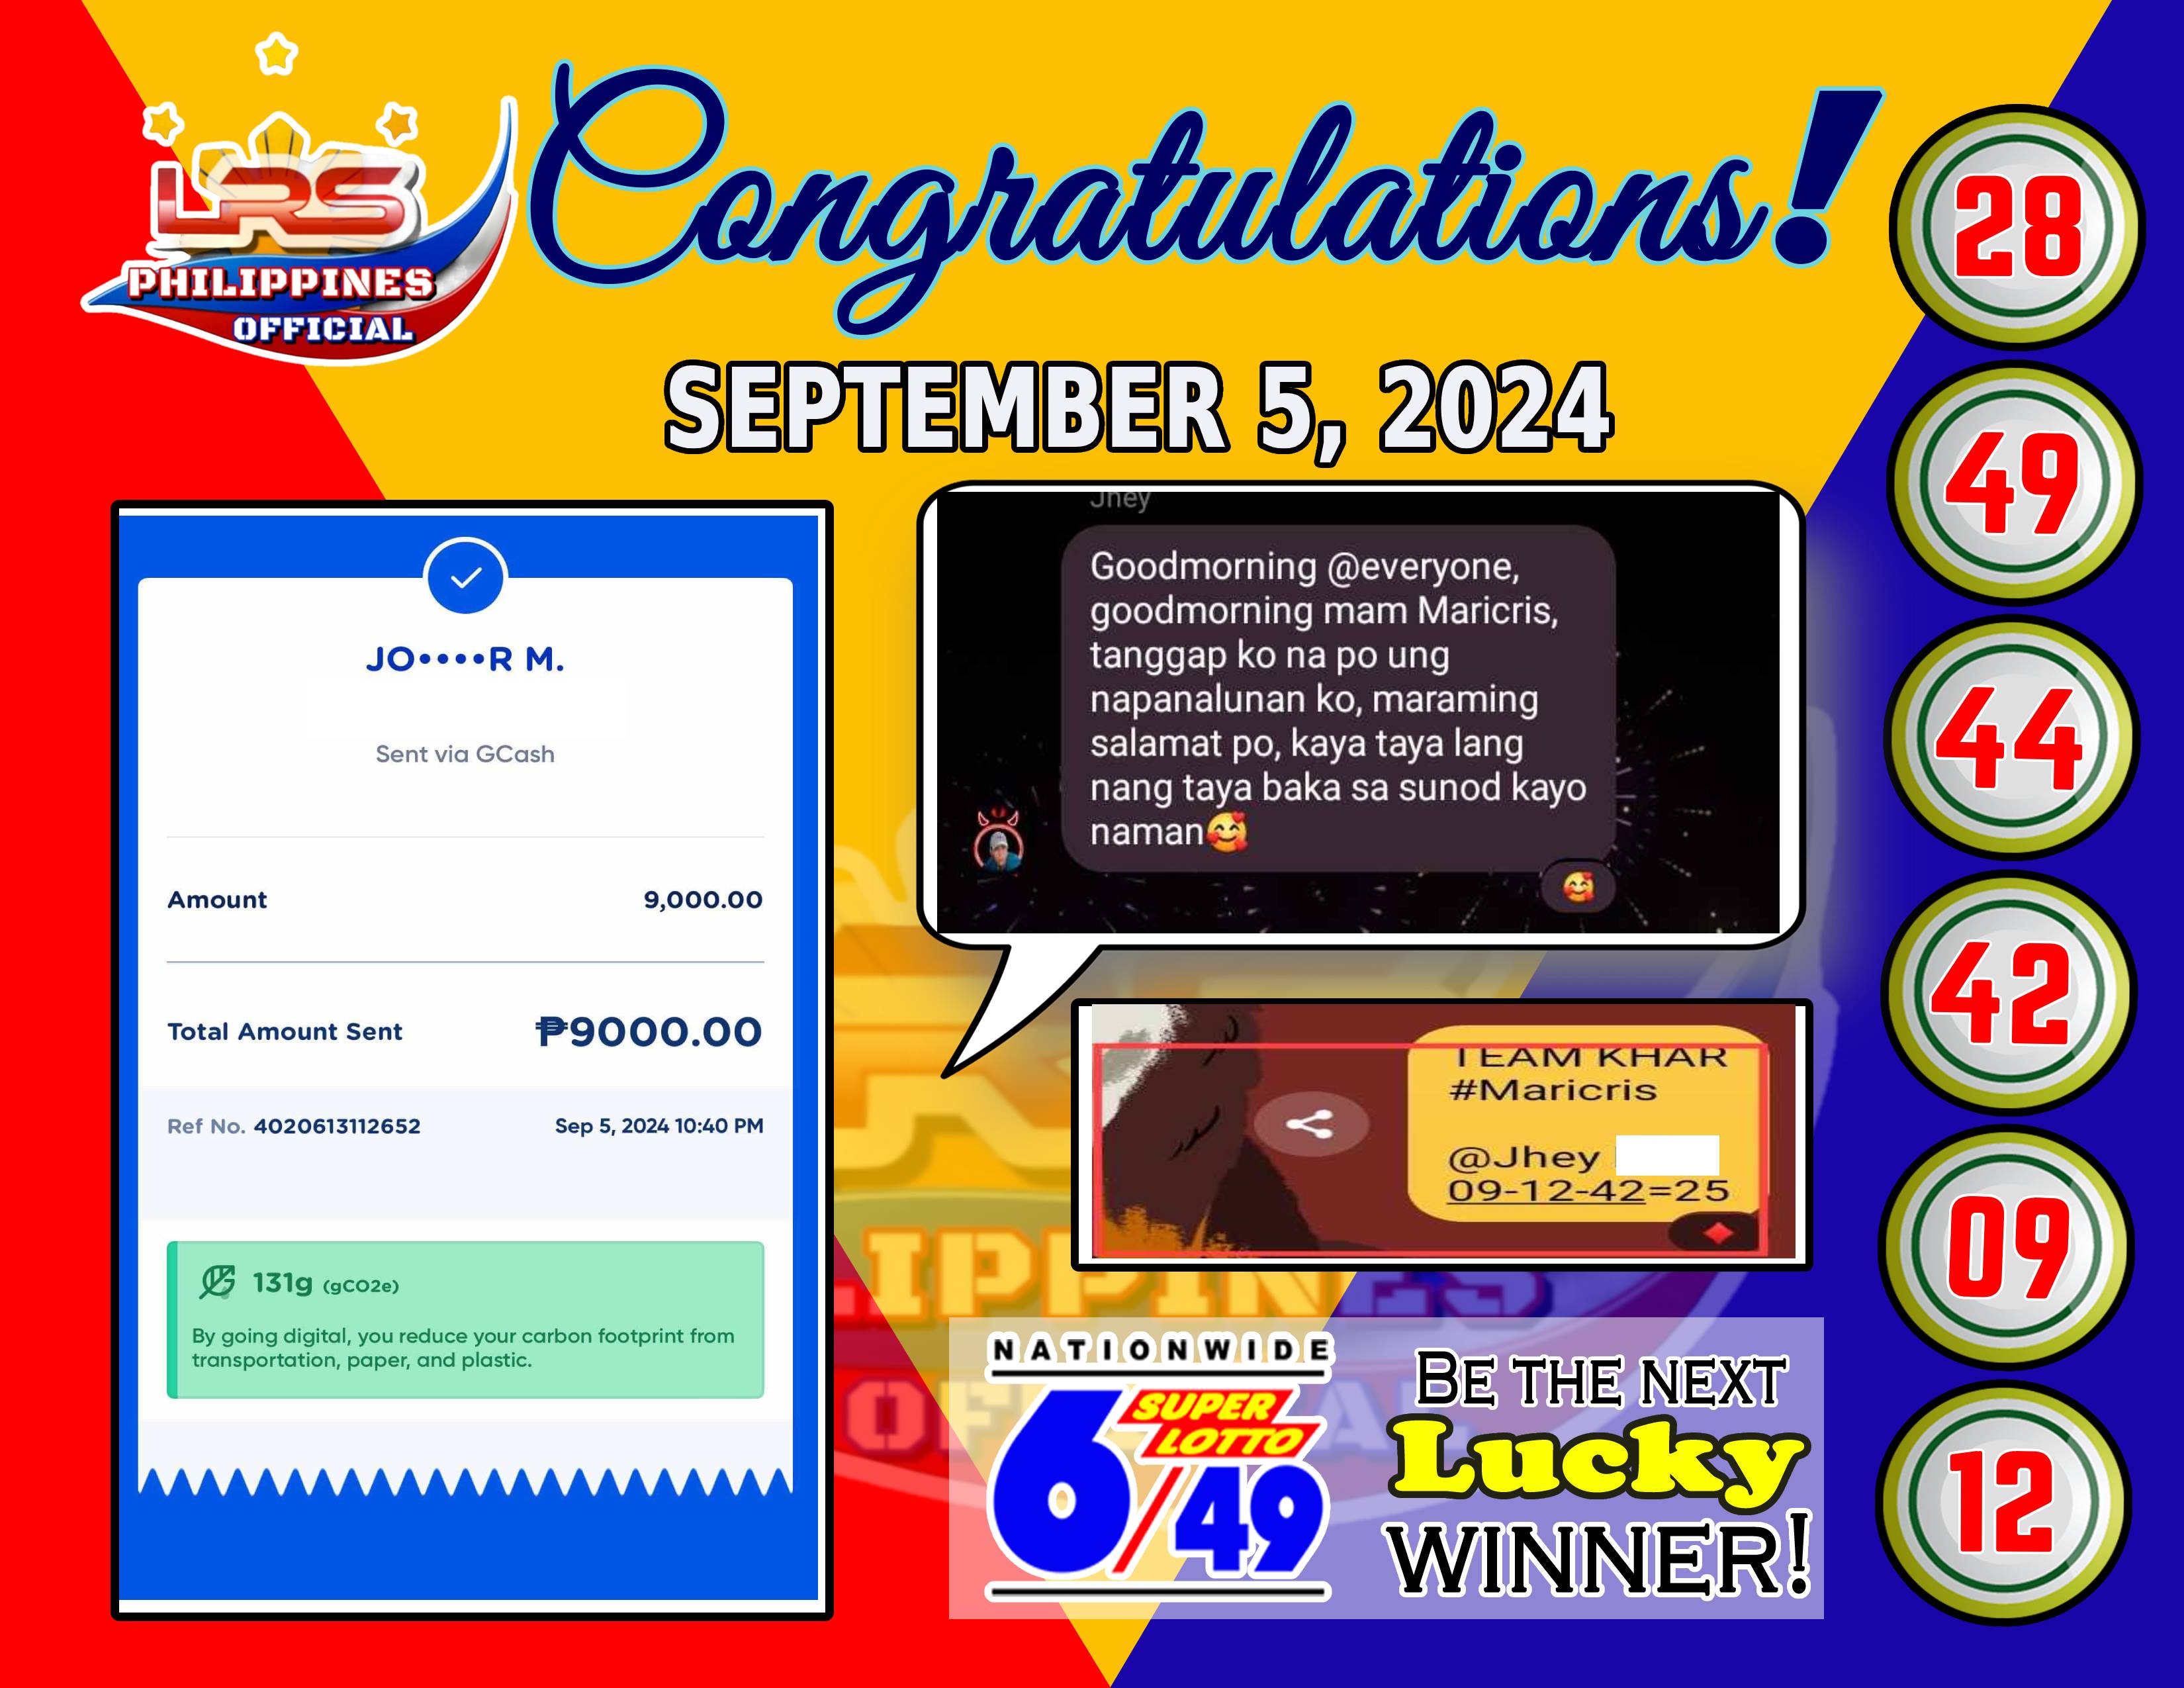 LRS
PHILIPPINES
OFFICIAL
Congratulations!
SEPTEMBER 5, 2024
JO••••R M.
Sent via GCash
Amount 9,000.00
Total Amount Sent ₱9000.00
Ref No. 4020613112652 Sep 5, 2024 10:40 PM
131g (gCO2e)
By going digital, you reduce your carbon footprint from
transportation, paper, and plastic.
Jhey
Goodmorning @everyone,
goodmorning mam Maricris,
tanggap ko na po ung
napanalunan ko, maraming
salamat po, kaya taya lang
nang taya baka sa sunod kayo
naman🥰
🥰
TEAM KHAR
#Maricris
@Jhey
09-12-42=25
NATIONWIDE
SUPER
LOTTO
6/49
BE THE NEXT
Lucky
WINNER!
28
49
44
42
09
12